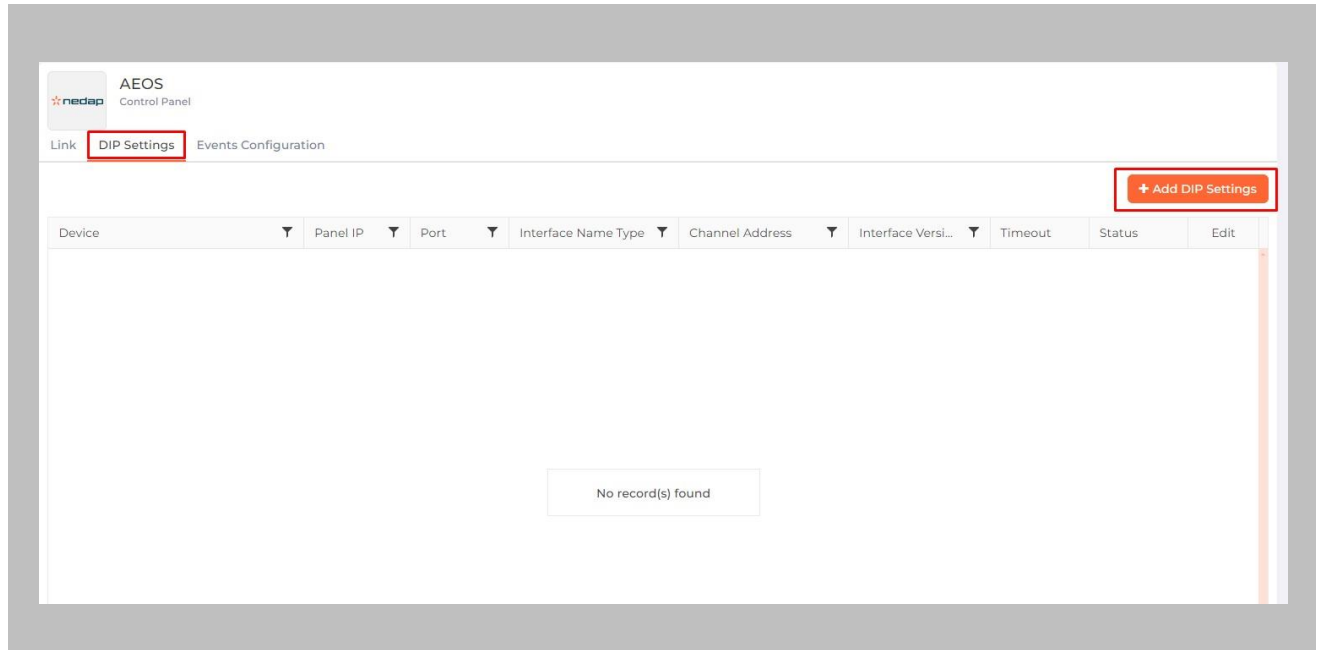 AEOS
nedap
Control Panel
Link DIP Settings Events Configuration
+ Add DIP Settings
Device Panel IP Port Interface Name Type Channel Address Interface Versi... Timeout Status Edit
No record(s) found